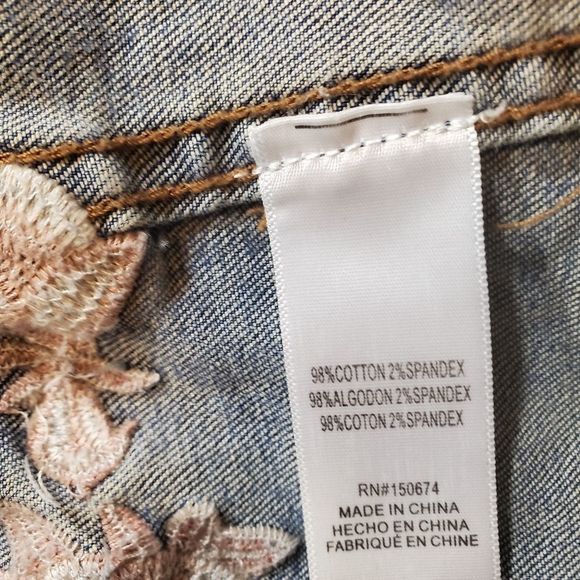 98%COTTON 2%SPANDEX
98%ALGODON 2%SPANDEX
98%COTON 2%SPANDEX
RN#150674
MADE IN CHINA
HECHO EN CHINA
FABRIQUÉ EN CHINE